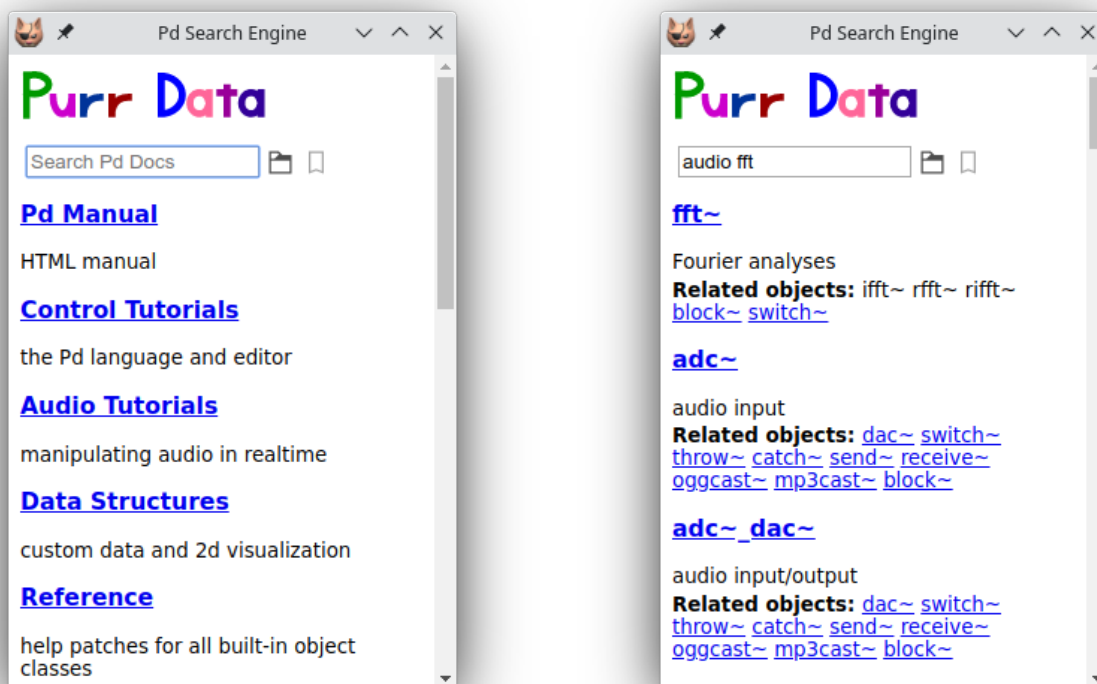 Pd Search Engine
Purr Data
Search Pd Docs
Pd Manual
HTML manual
Control Tutorials
the Pd language and editor
Audio Tutorials
manipulating audio in realtime
Data Structures
custom data and 2d visualization
Reference
help patches for all built-in object
classes
Pd Search Engine
Purr Data
audio fft
fft~
Fourier analyses
Related objects: ifft~ rfft~ rifft~
block~ switch~
adc~
audio input
Related objects: dac~ switch~
throw~ catch~ send~ receive~
oggcast~ mp3cast~ block~
adc~_dac~
audio input/output
Related objects: dac~ switch~
throw~ catch~ send~ receive~
oggcast~ mp3cast~ block~